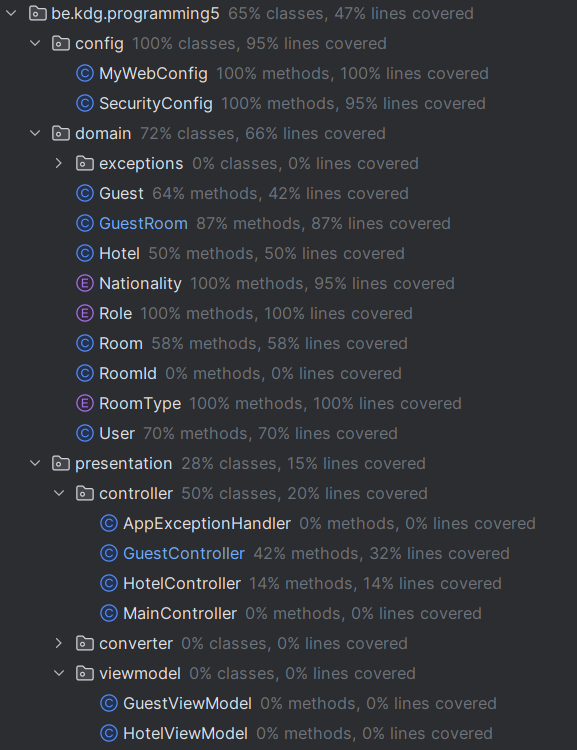 be.kdg.programming5 65% classes, 47% lines covered
config 100% classes, 95% lines covered
C MyWebConfig 100% methods, 100% lines covered
C SecurityConfig 100% methods, 95% lines covered
domain 72% classes, 66% lines covered
exceptions 0% classes, 0% lines covered
C Guest 64% methods, 42% lines covered
C GuestRoom 87% methods, 87% lines covered
C Hotel 50% methods, 50% lines covered
E Nationality 100% methods, 95% lines covered
E Role 100% methods, 100% lines covered
C Room 58% methods, 58% lines covered
C RoomId 0% methods, 0% lines covered
E RoomType 100% methods, 100% lines covered
C User 70% methods, 70% lines covered
presentation 28% classes, 15% lines covered
controller 50% classes, 20% lines covered
C AppExceptionHandler 0% methods, 0% lines covered
C GuestController 42% methods, 32% lines covered
C HotelController 14% methods, 14% lines covered
C MainController 0% methods, 0% lines covered
converter 0% classes, 0% lines covered
viewmodel 0% classes, 0% lines covered
C GuestViewModel 0% methods, 0% lines covered
C HotelViewModel 0% methods, 0% lines covered